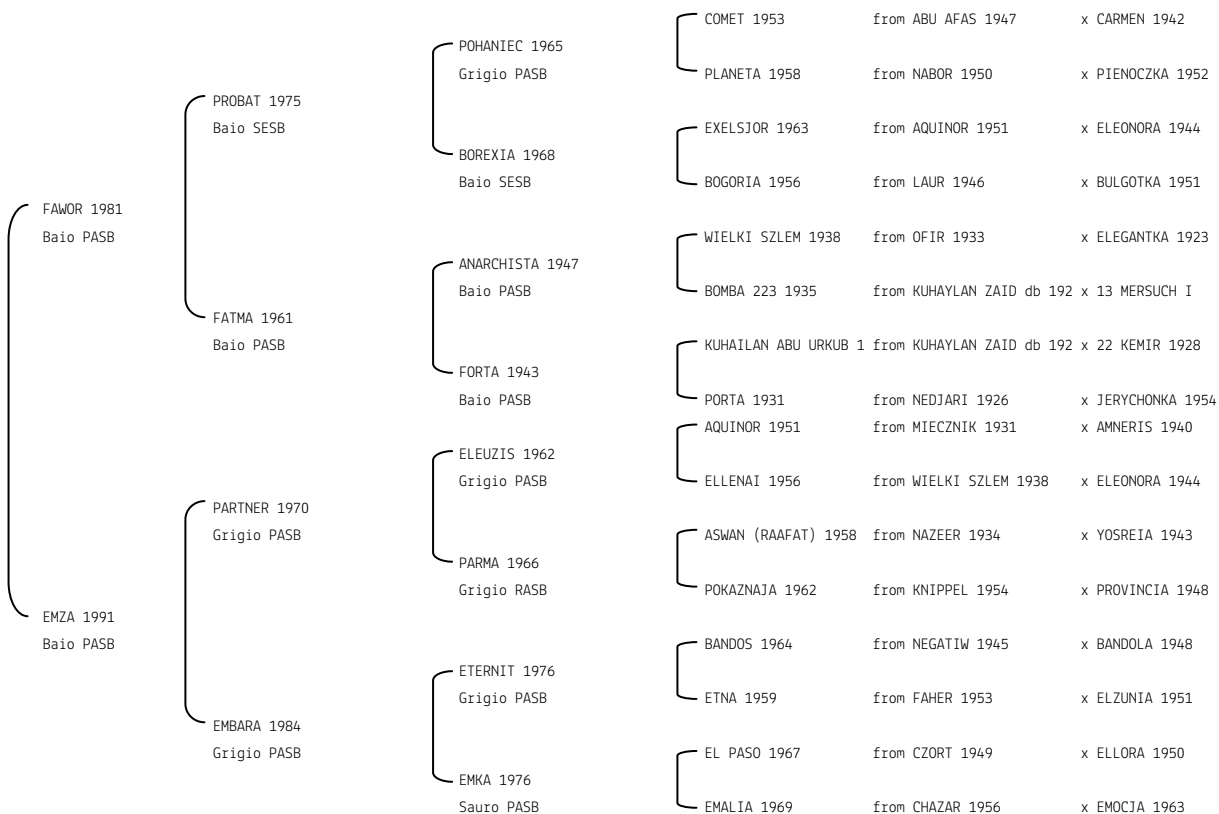 COMET 1953 from ABU AFAS 1947 x CARMEN 1942
POHANIEC 1965
Grigio PASB PLANETA 1958 from NABOR 1950 x PIENOCZKA 1952
PROBAT 1975
Baio SESB EXELSJOR 1963 from AQUINOR 1951 x ELEONORA 1944
BOREXIA 1968
Baio SESB BOGORIA 1956 from LAUR 1946 x BULGOTKA 1951
FAWOR 1981
Baio PASB WIELKI SZLEM 1938 from OFIR 1933 x ELEGANTKA 1923
ANARCHISTA 1947
Baio PASB BOMBA 223 1935 from KUHAYLAN ZAID db 192 x 13 MERSUCH I
FATMA 1961
Baio PASB KUHAILAN ABU URKUB 1 from KUHAYLAN ZAID db 192 x 22 KEMIR 1928
FORTA 1943
Baio PASB PORTA 1931 from NEDJARI 1926 x JERYCHONKA 1954
AQUINOR 1951 from MIECZNIK 1931 x AMNERIS 1940
ELEUZIS 1962
Grigio PASB ELLENAI 1956 from WIELKI SZLEM 1938 x ELEONORA 1944
PARTNER 1970
Grigio PASB ASWAN (RAAFAT) 1958 from NAZEER 1934 x YOSREIA 1943
PARMA 1966
Grigio RASB POKAZNAJA 1962 from KNIPPEL 1954 x PROVINCIA 1948
EMZA 1991
Baio PASB BANDOS 1964 from NEGATIW 1945 x BANDOLA 1948
ETERNIT 1976
Grigio PASB ETNA 1959 from FAHER 1953 x ELZUNIA 1951
EMBARA 1984
Grigio PASB EL PASO 1967 from CZORT 1949 x ELLORA 1950
EMKA 1976
Sauro PASB EMALIA 1969 from CHAZAR 1956 x EMOCJA 1963